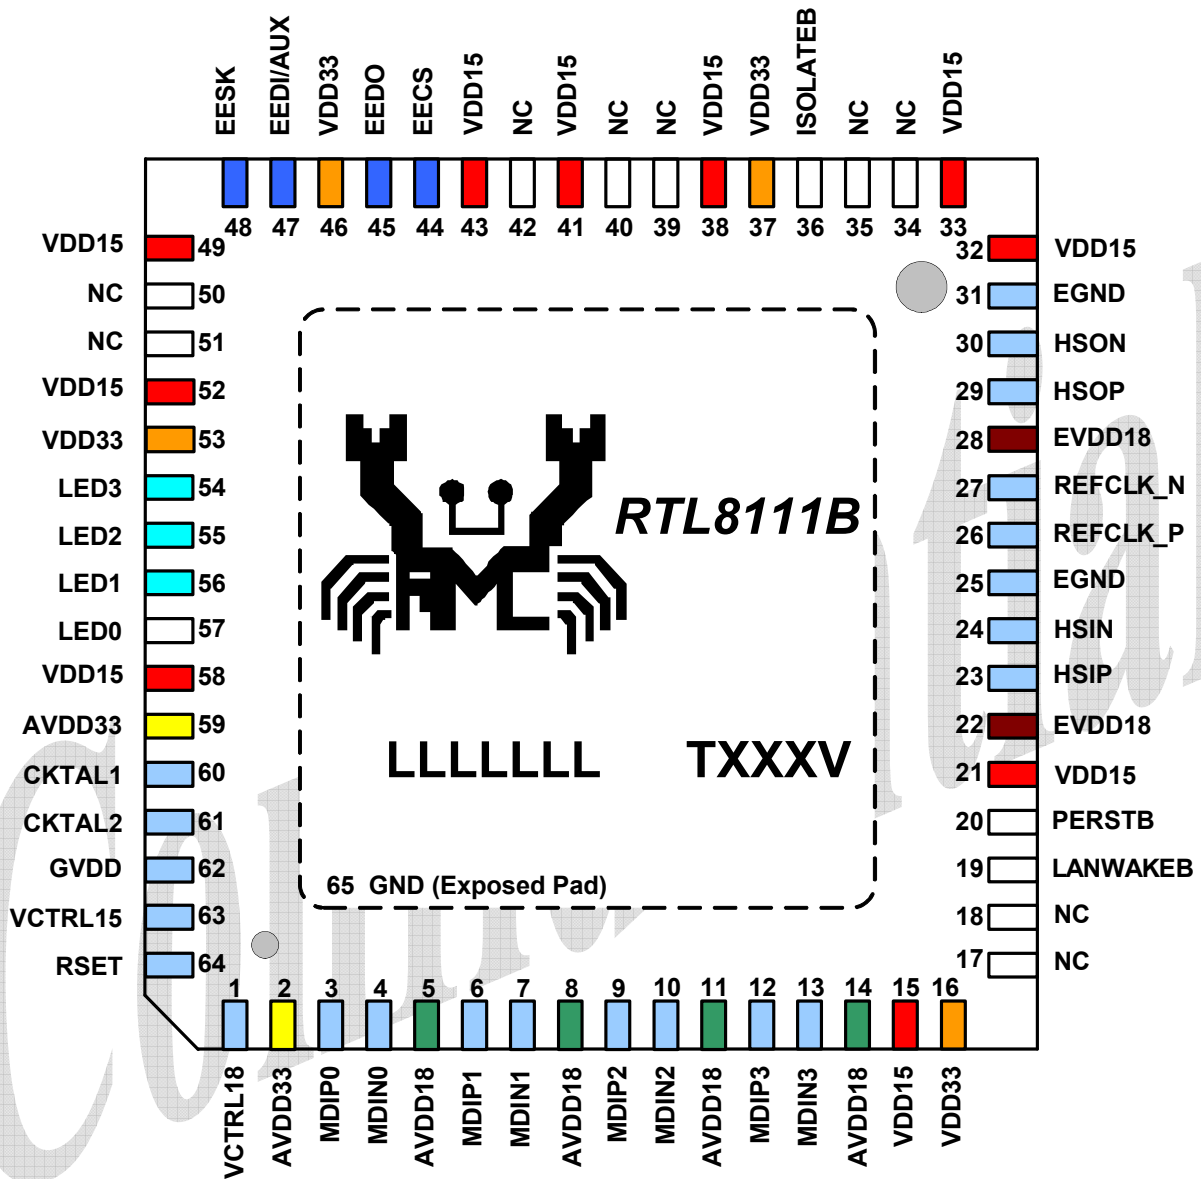 EESK
EEDI/AUX
VDD33
EEDO
EECS
VDD15
NC
VDD15
NC
NC
VDD15
VDD33
ISOLATEB
NC
NC
VDD15
48 47 46 45 44 43 42 41 40 39 38 37 36 35 34 33
VDD15 49
NC 50
NC 51
VDD15 52
VDD33 53
LED3 54
LED2 55
LED1 56
LED0 57
VDD15 58
AVDD33 59
CKTAL1 60
CKTAL2 61
GVDD 62
VCTRL15 63
RSET 64
RTL8111B
LLLLLLL TXXXV
65 GND (Exposed Pad)
32 VDD15
31 EGND
30 HSON
29 HSOP
28 EVDD18
27 REFCLK_N
26 REFCLK_P
25 EGND
24 HSIN
23 HSIP
22 EVDD18
21 VDD15
20 PERSTB
19 LANWAKEB
18 NC
17 NC
1 2 3 4 5 6 7 8 9 10 11 12 13 14 15 16
VCTRL18
AVDD33
MDIP0
MDIN0
AVDD18
MDIP1
MDIN1
AVDD18
MDIP2
MDIN2
AVDD18
MDIP3
MDIN3
AVDD18
VDD15
VDD33